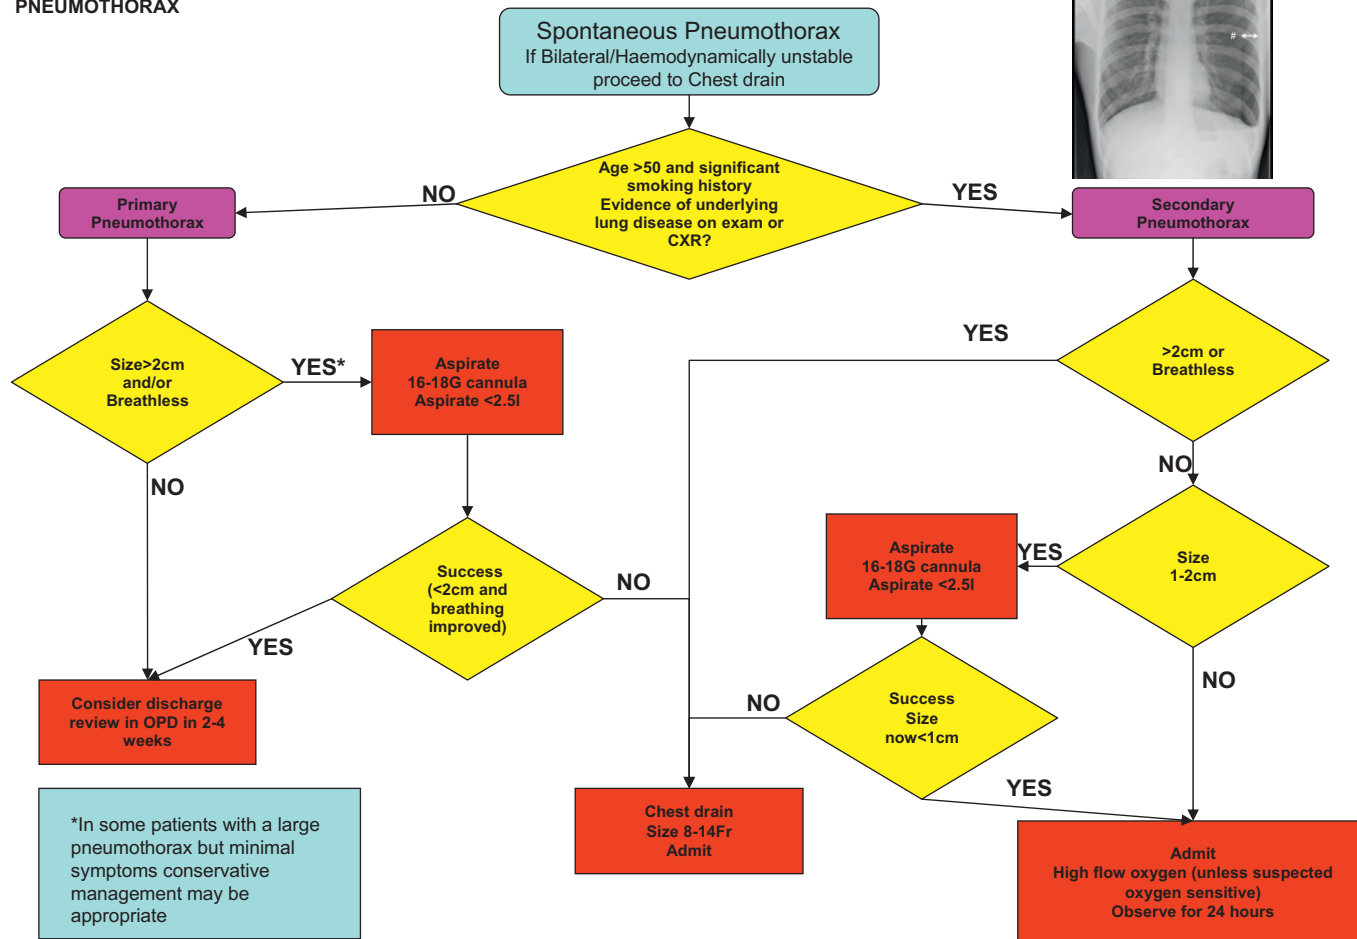 PNEUMOTHORAX
Spontaneous Pneumothorax
If Bilateral/Haemodynamically unstable
proceed to Chest drain
#
Age >50 and significant
smoking history
Evidence of underlying
lung disease on exam or
CXR?
NO
YES
Primary
Pneumothorax
Secondary
Pneumothorax
Size>2cm
and/or
Breathless
YES*
Aspirate
16-18G cannula
Aspirate <2.5l
YES
>2cm or
Breathless
NO
NO
Success
(<2cm and
breathing
improved)
NO
YES
Aspirate
16-18G cannula
Aspirate <2.5l
YES
Size
1-2cm
NO
Success
Size
now<1cm
NO
YES
Consider discharge
review in OPD in 2-4
weeks
Chest drain
Size 8-14Fr
Admit
Admit
High flow oxygen (unless suspected
oxygen sensitive)
Observe for 24 hours
*In some patients with a large
pneumothorax but minimal
symptoms conservative
management may be
appropriate